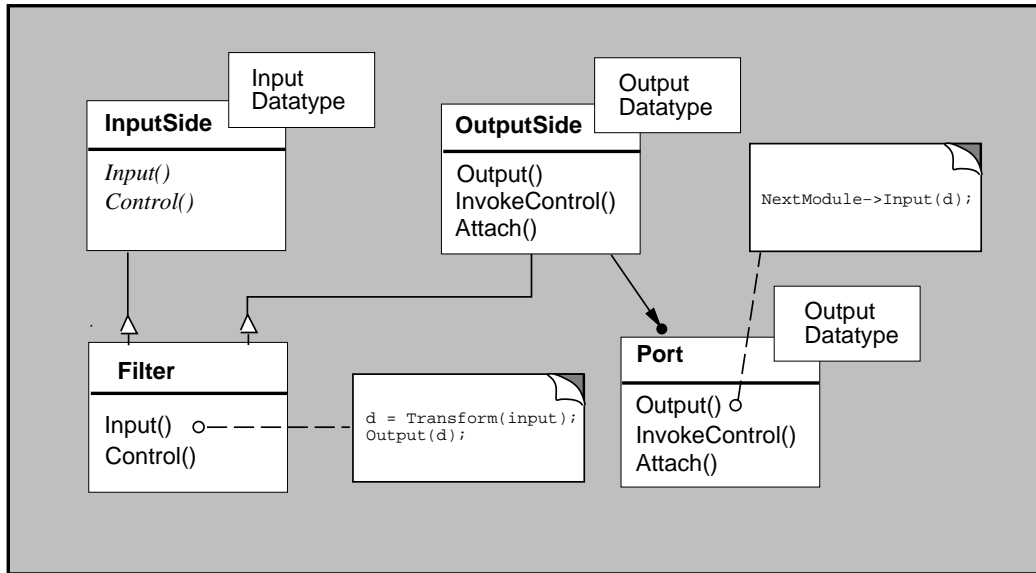 Input
Datatype
InputSide
Input()
Control()
Output
Datatype
OutputSide
Output()
InvokeControl()
Attach()
NextModule->Input(d);
Filter
Input()
Control()
d = Transform(input);
Output(d);
Output
Datatype
Port
Output()
InvokeControl()
Attach()